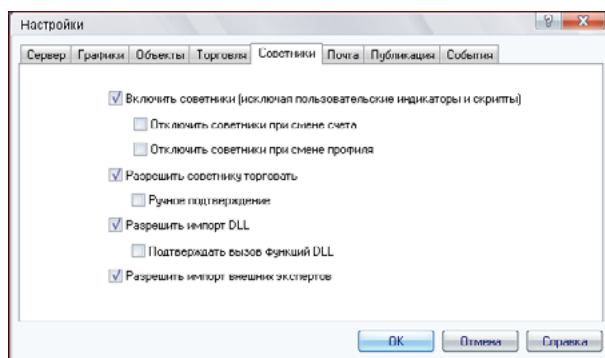 Настройки
Сервер Графики Объекты Торговля Советники Почта Публикация События
Включить советники (исключая пользовательские индикаторы и скрипты)
Отключить советники при смене счета
Отключить советники при смене профиля
Разрешить советнику торговать
Ручное подтверждение
Разрешить импорт DLL
Подтверждать вызов функций DLL
Разрешить импорт внешних экспертов
OK Отмена Справка